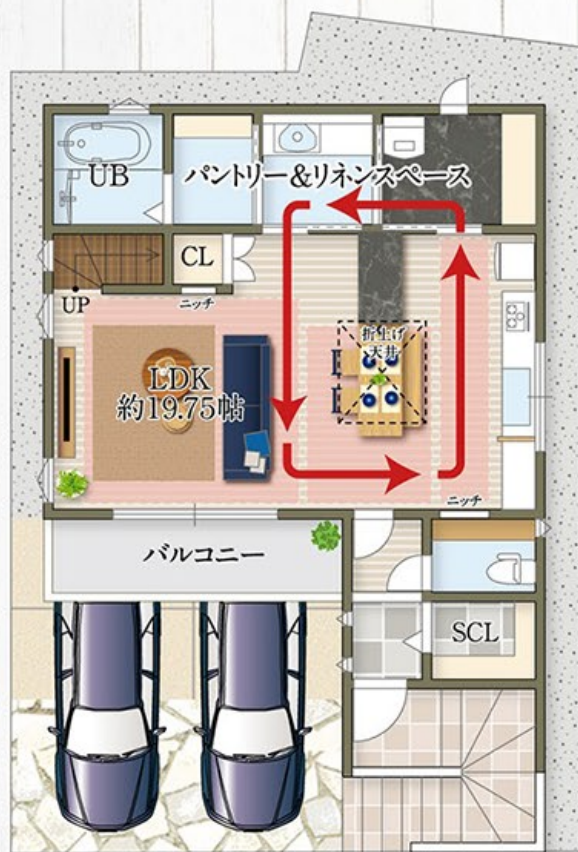 UB
パントリー&リネンスペース
CL
UP
ニッチ
折上げ
天井
LDK
約19.75帖
ニッチ
バルコニー
SCL